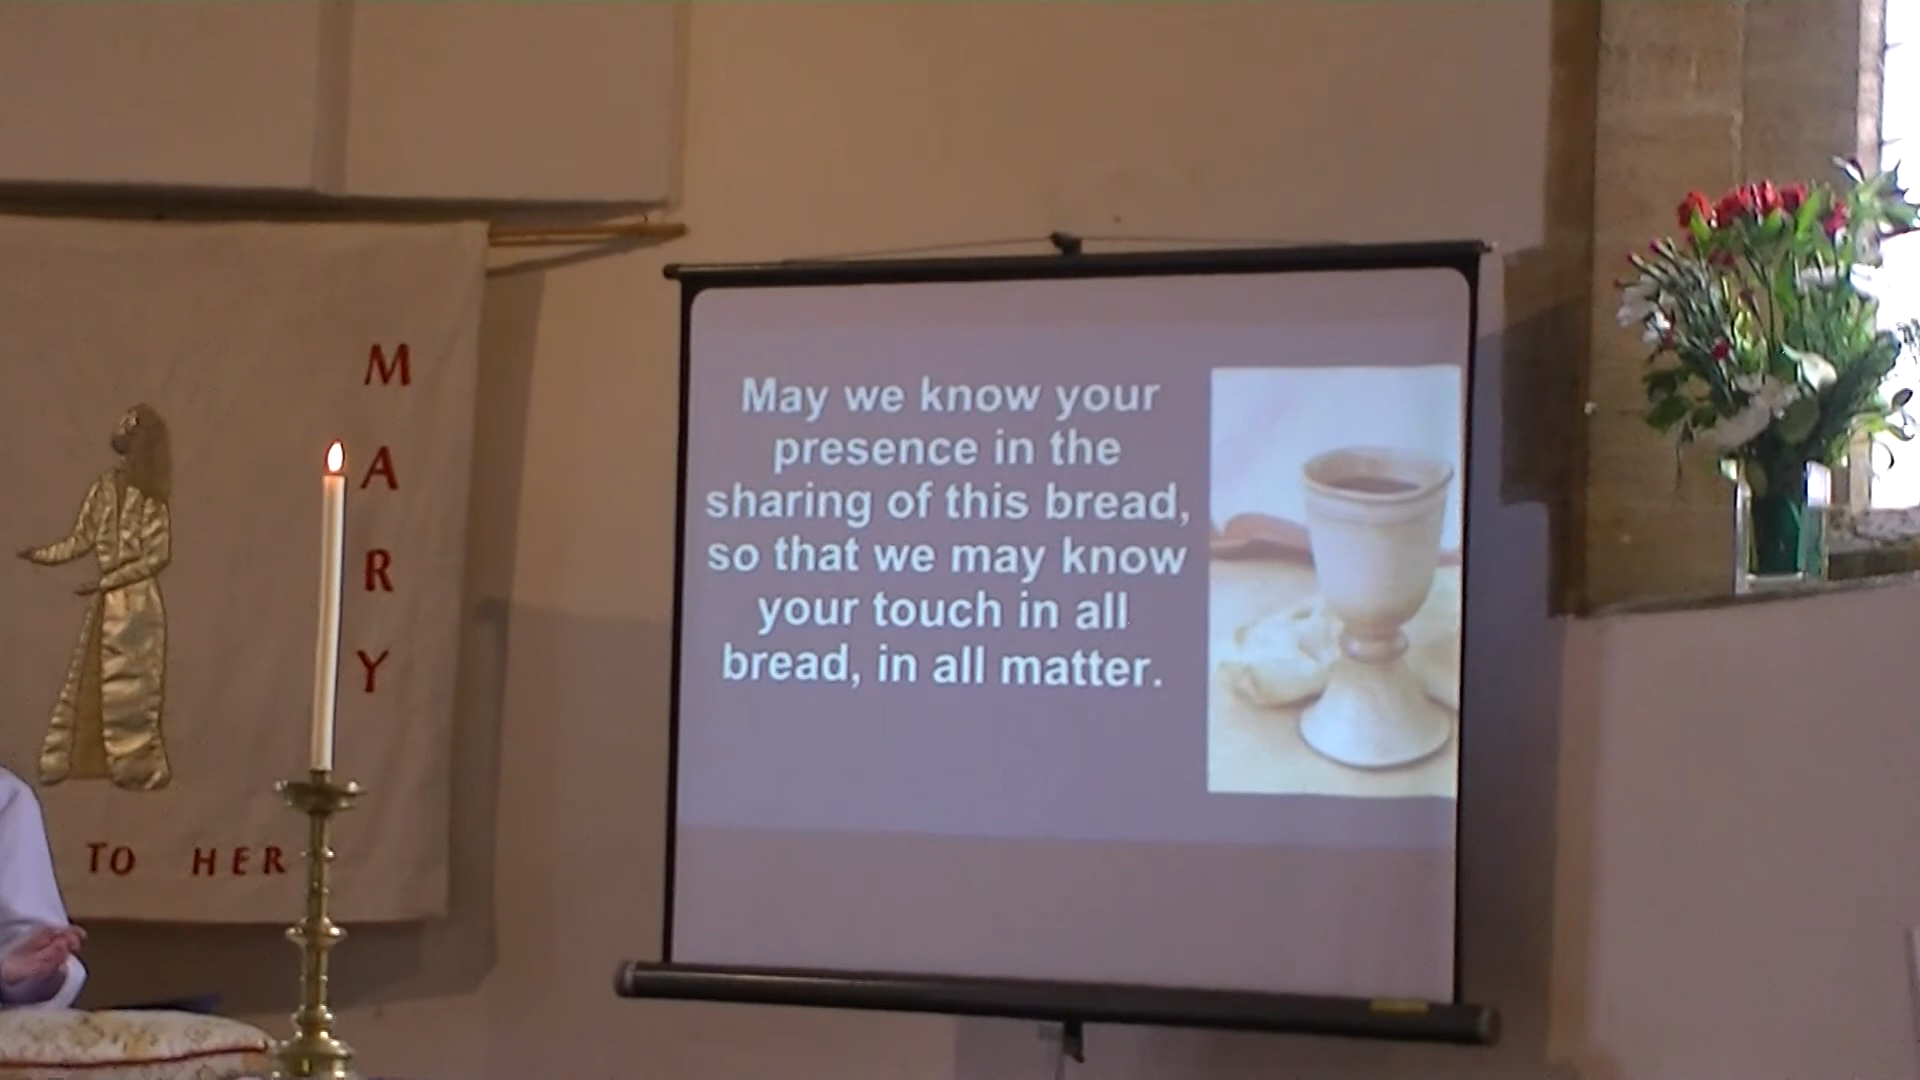 MARY
TO HER
May we know your
presence in the
sharing of this bread,
so that we may know
your touch in all
bread, in all matter.